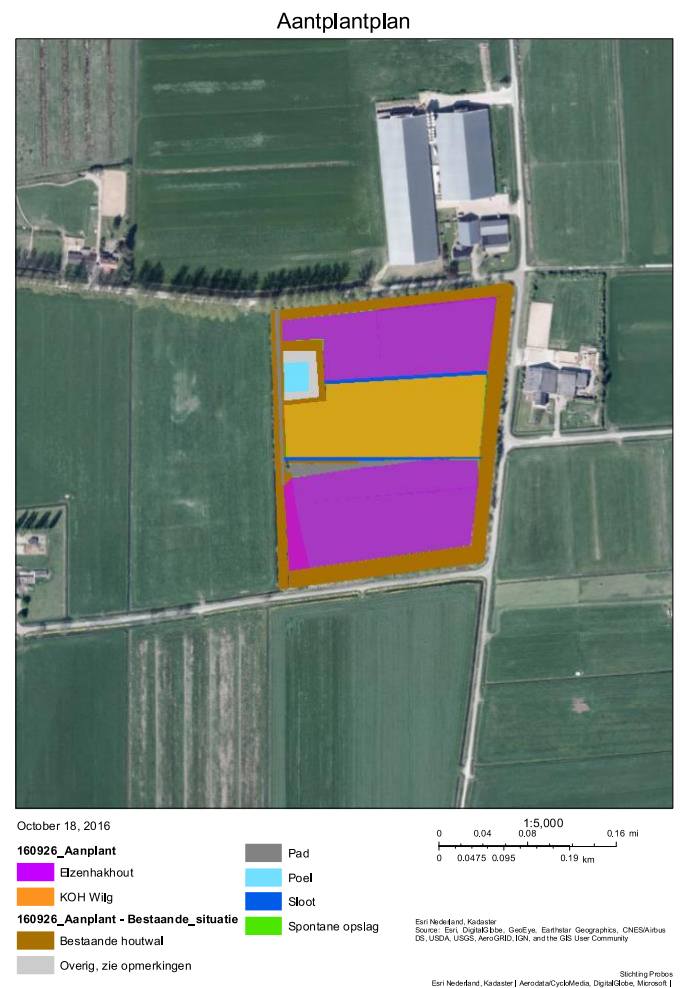 Aantplantplan
October 18, 2016
160926_Aanplant
Elzenhakhout
KOH Wilg
160926_Aanplant - Bestaande_situatie
Bestaande houtwal
Overig, zie opmerkingen
Pad
Poel
Sloot
Spontane opslag
1:5,000
0 0.04 0.08 0.16 mi
0 0.0475 0.095 0.19 km
Esri Nederland, Kadaster
Source: Esri, DigitalGlobe, GeoEye, Earthstar Geographics, CNES/Airbus
DS, USDA, USGS, AeroGRID, IGN, and the GIS User Community
Stichting Probos
Esri Nederland, Kadaster | Aerodata/CycloMedia, DigitalGlobe, Microsoft |